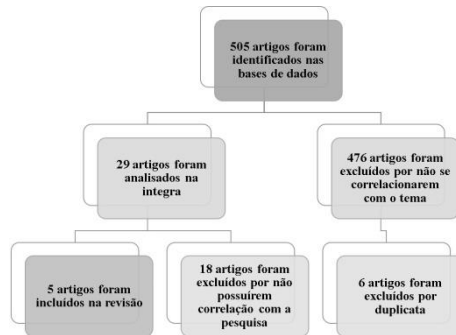 505 artigos foram
identificados nas
bases de dados
29 artigos foram
analisados na
integra
476 artigos foram
excluídos por não se
correlacionarem
com o tema
5 artigos foram
incluídos na revisão
18 artigos foram
excluídos por não
possuírem
correlação com a
pesquisa
6 artigos foram
excluídos por
duplicata